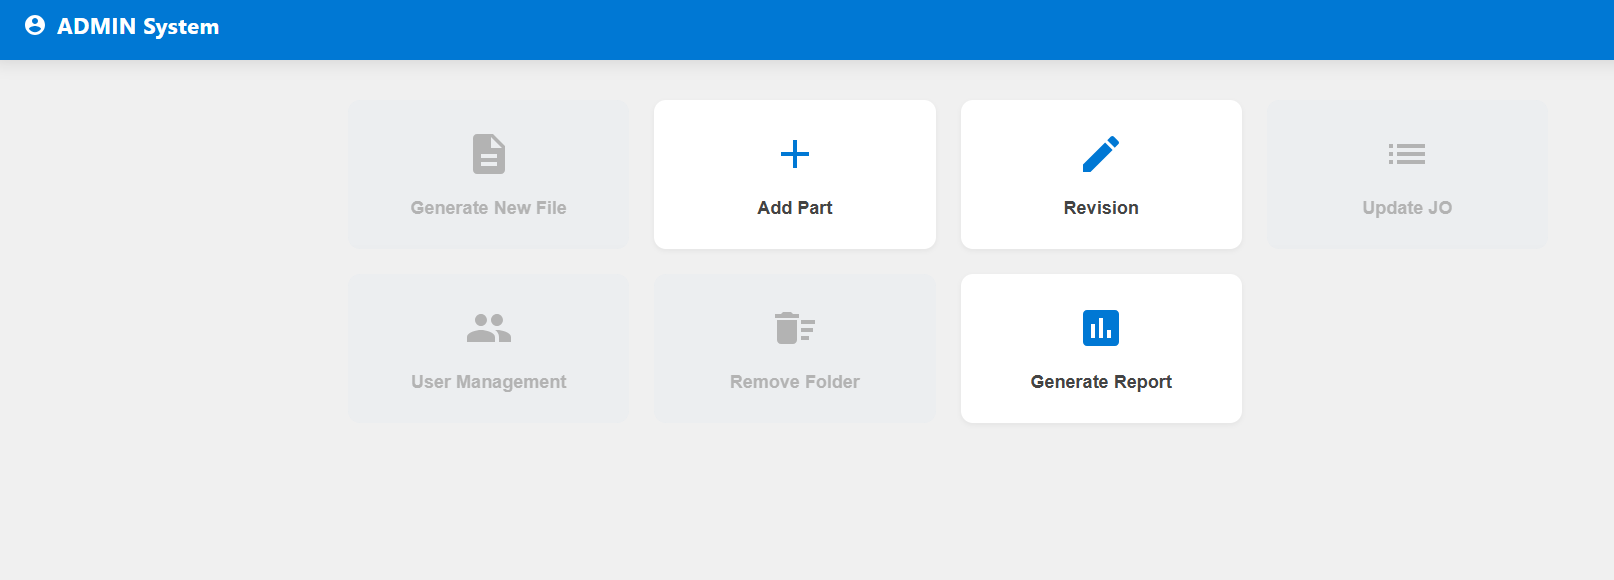 ADMIN System
Generate New File
Add Part
Revision
Update JO
User Management
Remove Folder
Generate Report